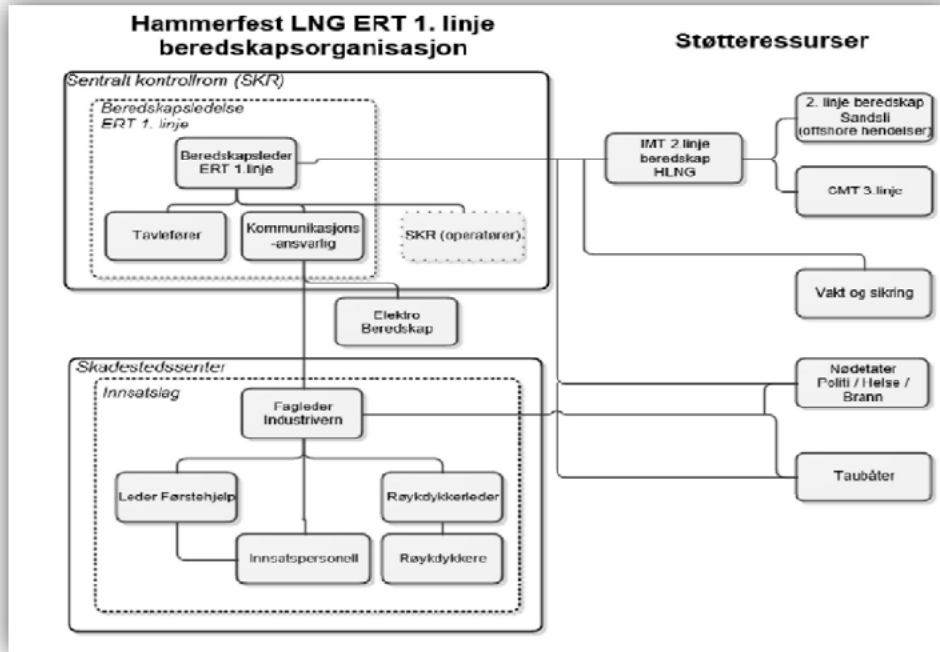 Hammerfest LNG ERT 1. linje
beredskapsorganisasjon
Støtteressurser
Sentralt kontrollrom (SKR)
Beredskapsledelse
ERT 1. linje
Beredskapsleder
ERT 1.linje
Tavlefører
Kommunikasjons
-ansvarlig
SKR (operatører)
Elektro
Beredskap
IMT 2.linje
beredskap
HLNG
2. linje beredskap
Sandsli
(offshore hendelser)
CMT 3.linje
Vakt og sikring
Skadestedssenter
Innsatslag
Fagleder
Industrivern
Leder Førstehjelp
Røykdykkerleder
Innsatspersonell
Røykdykkere
Nødetater
Politi / Helse /
Brann
Taubåter